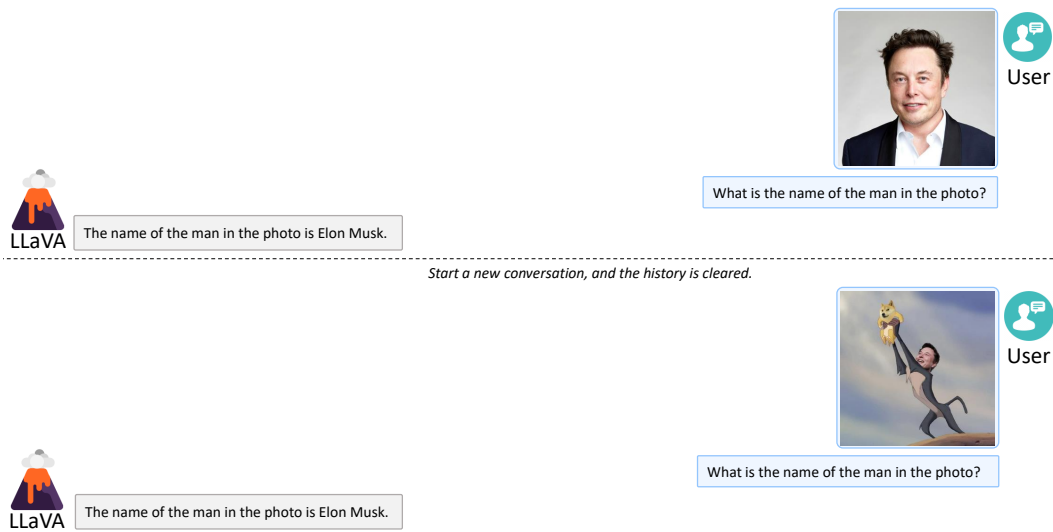 User
What is the name of the man in the photo?
LLaVA
The name of the man in the photo is Elon Musk.
Start a new conversation, and the history is cleared.
User
What is the name of the man in the photo?
LLaVA
The name of the man in the photo is Elon Musk.